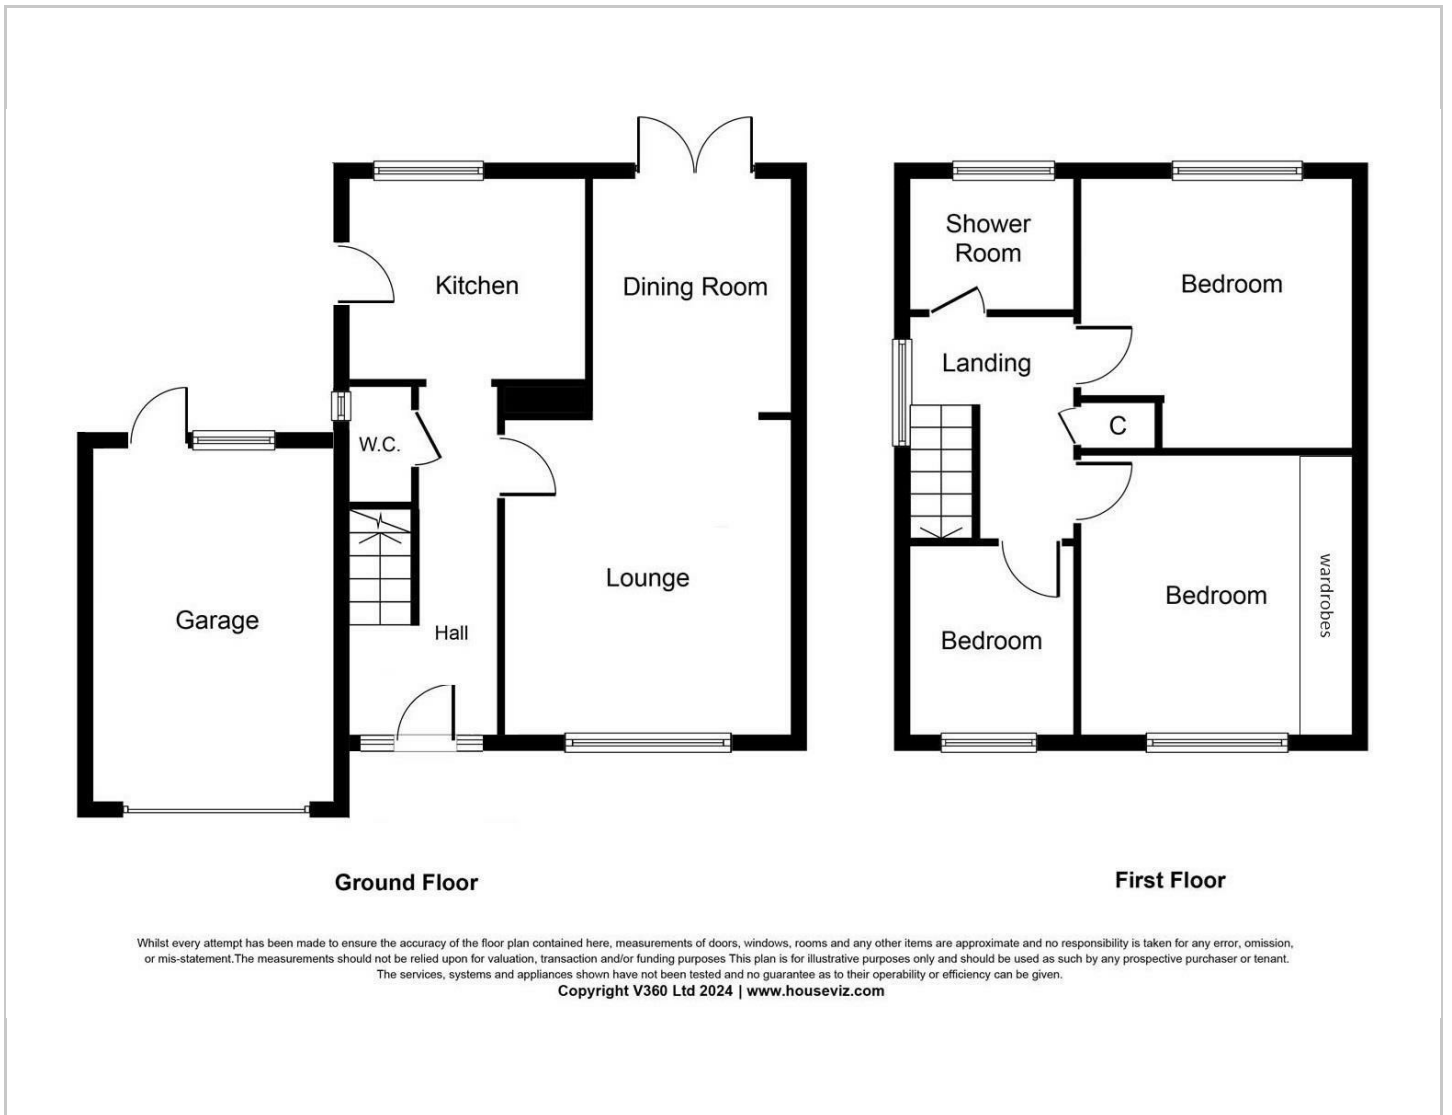 Kitchen
Dining Room
W.C.
Lounge
Garage
Hall
Shower
Room
Bedroom
Landing
C
Bedroom
wardrobes
Bedroom
Ground Floor
First Floor
Whilst every attempt has been made to ensure the accuracy of the floor plan contained here, measurements of doors, windows, rooms and any other items are approximate and no responsibility is taken for any error, omission,
or mis-statement.The measurements should not be relied upon for valuation, transaction and/or funding purposes This plan is for illustrative purposes only and should be used as such by any prospective purchaser or tenant.
The services, systems and appliances shown have not been tested and no guarantee as to their operability or efficiency can be given.
Copyright V360 Ltd 2024 | www.houseviz.com